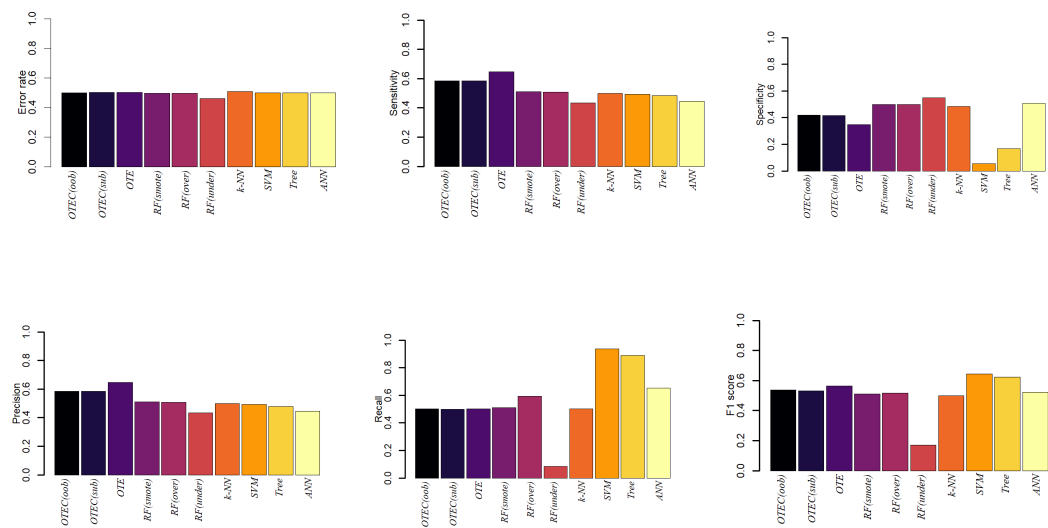 Error rate
0.0 0.2 0.4 0.6 0.8 1.0
OTEC(oob) OTEC(sub) OTE RF(smote) RF(over) RF(under) k-NN SVM Tree ANN
Sensitivity
0.0 0.2 0.4 0.6 0.8 1.0
OTEC(oob) OTEC(sub) OTE RF(smote) RF(over) RF(under) k-NN SVM Tree ANN
Specificity
0.0 0.2 0.4 0.6 0.8 1.0
OTEC(oob) OTEC(sub) OTE RF(smote) RF(over) RF(under) k-NN SVM Tree ANN
Precision
0.0 0.2 0.4 0.6 0.8 1.0
OTEC(oob) OTEC(sub) OTE RF(smote) RF(over) RF(under) k-NN SVM Tree ANN
Recall
0.0 0.2 0.4 0.6 0.8 1.0
OTEC(oob) OTEC(sub) OTE RF(smote) RF(over) RF(under) k-NN SVM Tree ANN
F1 score
0.0 0.2 0.4 0.6 0.8 1.0
OTEC(oob) OTEC(sub) OTE RF(smote) RF(over) RF(under) k-NN SVM Tree ANN